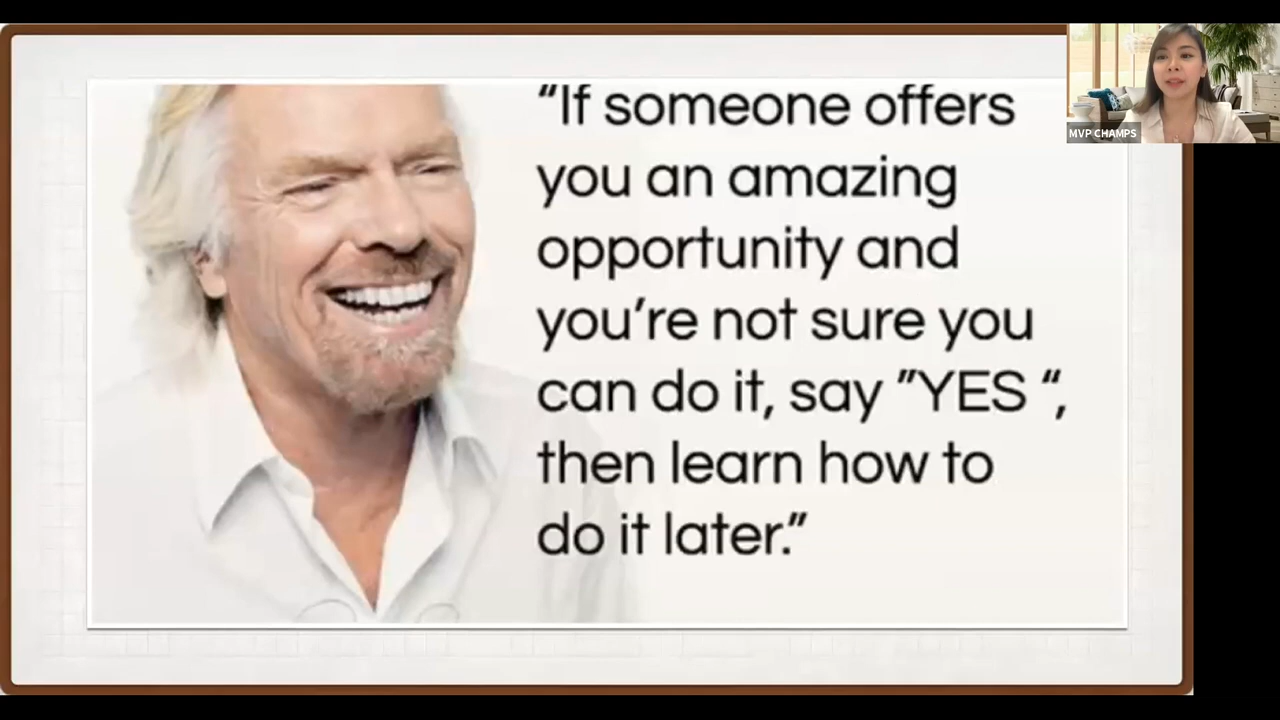 “If someone offers
you an amazing
opportunity and
you’re not sure you
can do it, say ”YES “,
then learn how to
do it later.”
MVP CHAMPS